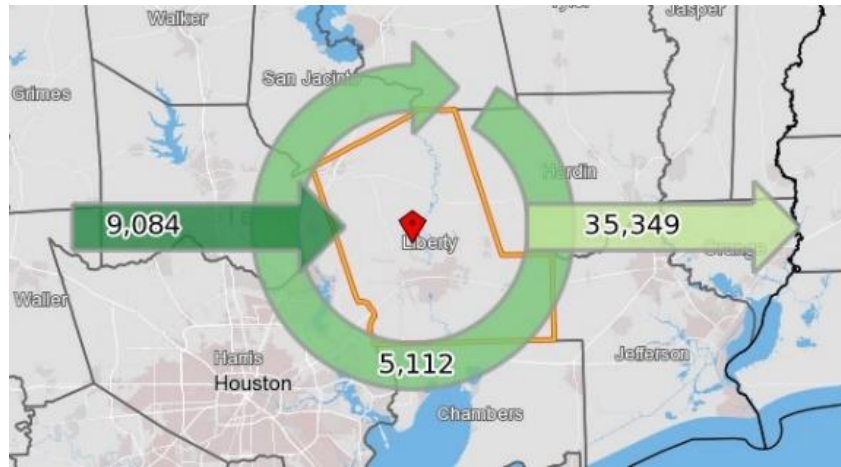 Walker
Jasper
San Jacinto
Grimes
Hardin
9,084
35,349
Liberty
Orange
Waller
Harris
5,112
Jefferson
Houston
Chambers